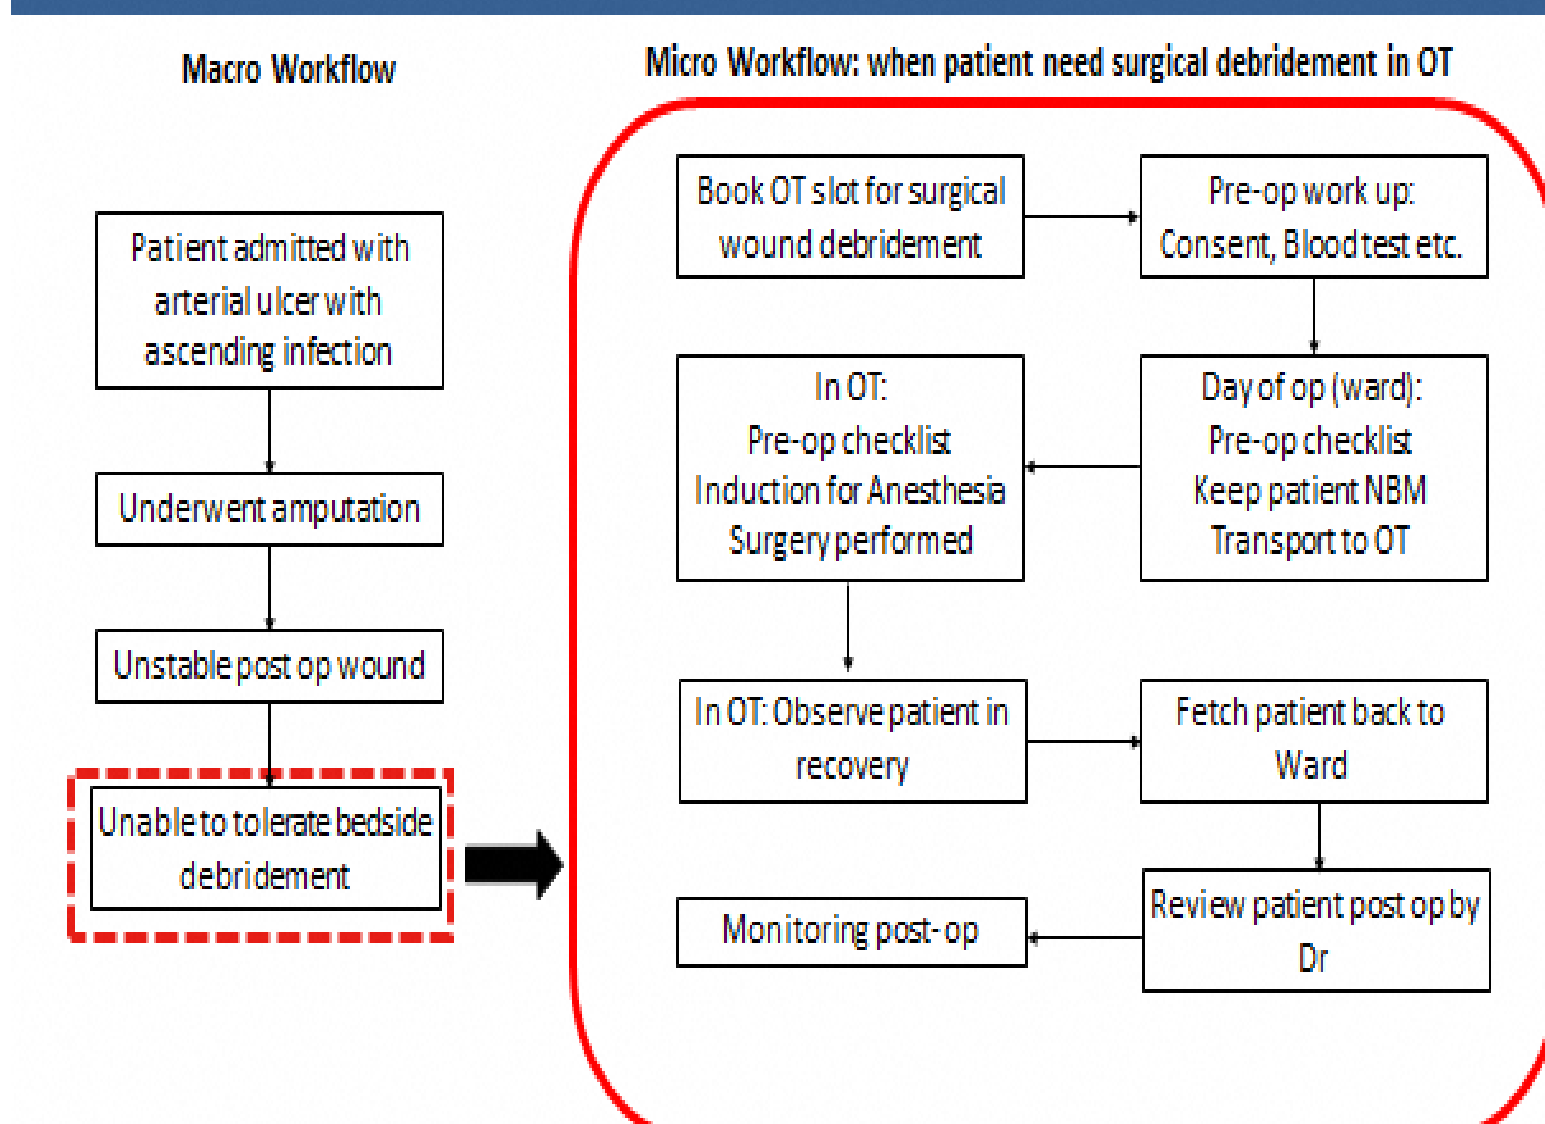 Macro Workflow
Micro Workflow: when patient need surgical debridement in OT
Patient admitted with
arterial ulcer with
ascending infection
Underwent amputation
Unstable post op wound
Unable to tolerate bedside
debridement
Book OT slot for surgical
wound debridement
Pre-op work up:
Consent, Blood test etc.
Day of op (ward):
Pre-op checklist
Keep patient NBM
Transport to OT
In OT:
Pre-op checklist
Induction for Anesthesia
Surgery performed
In OT: Observe patient in
recovery
Fetch patient back to
Ward
Review patient post op by
Dr
Monitoring post-op